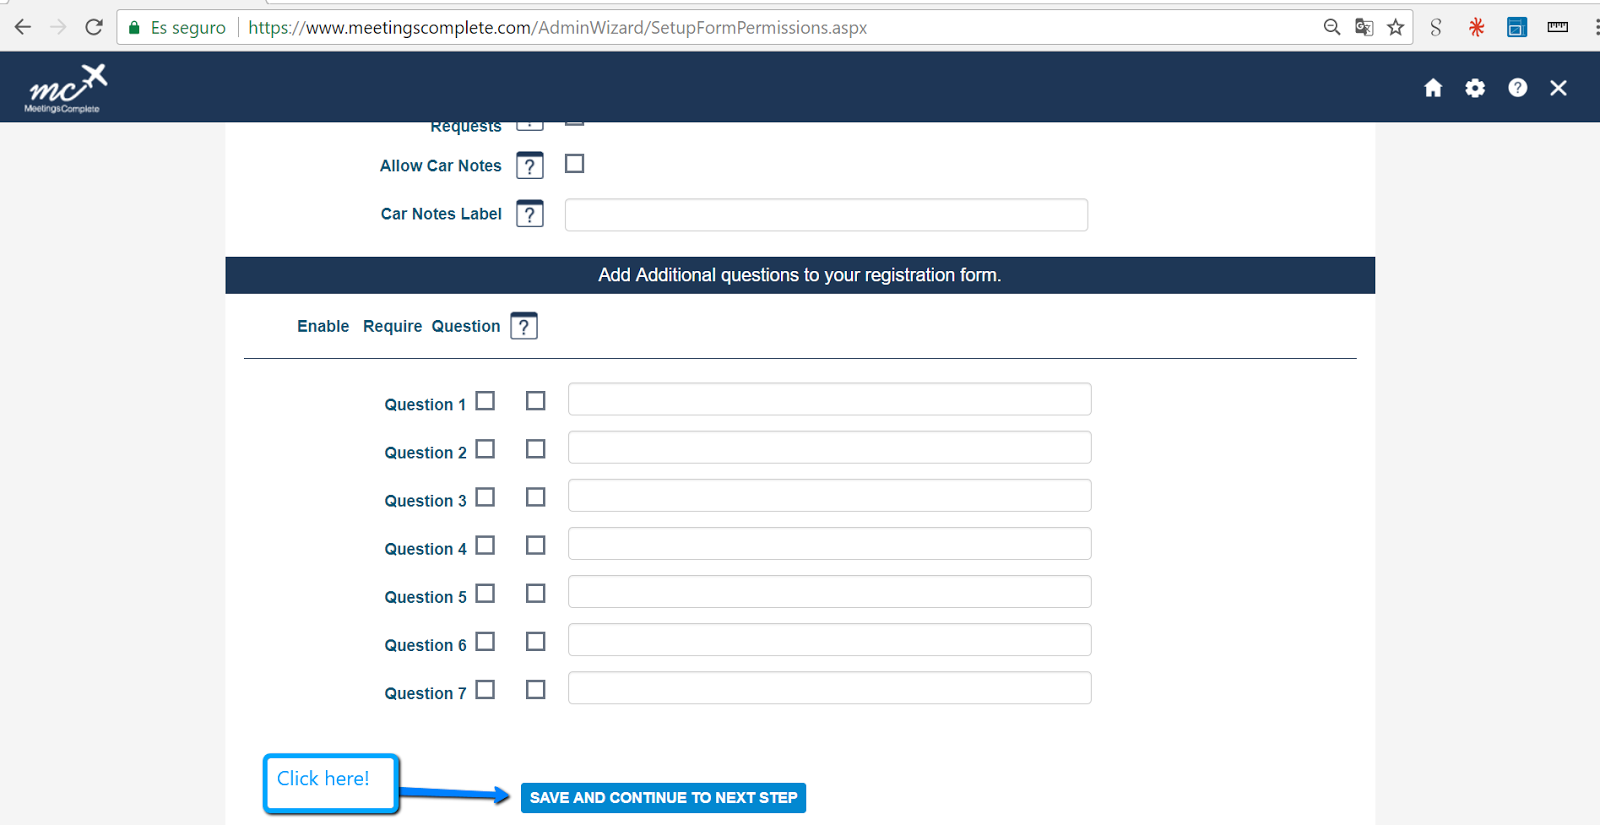 Es seguro https://www.meetingscomplete.com/AdminWizard/SetupFormPermissions.aspx
mc
MeetingsComplete
Requests ?
Allow Car Notes ?
Car Notes Label ?
Add Additional questions to your registration form.
Enable Require Question ?
Question 1
Question 2
Question 3
Question 4
Question 5
Question 6
Question 7
Click here!
SAVE AND CONTINUE TO NEXT STEP